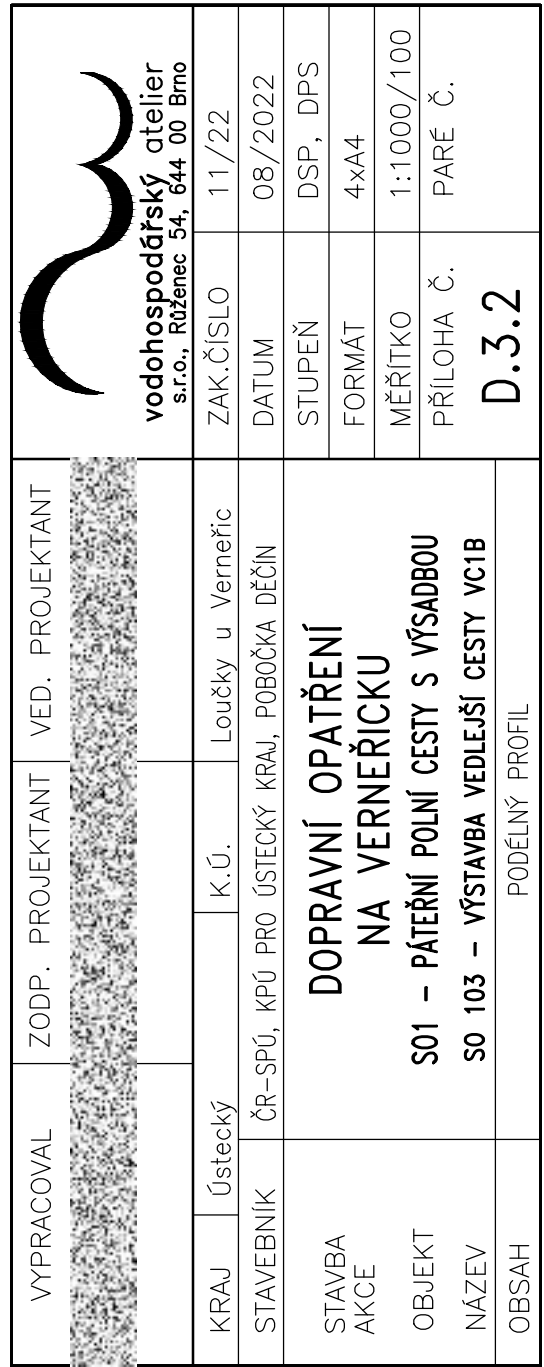 VYPRACOVAL ZODP. PROJEKTANT VED. PROJEKTANT
vodohospodářský atelier
s.r.o., Růženec 54, 644 00 Brno
KRAJ Ústecký K.Ú. Loučky u Verneřic
STAVEBNÍK ČR-SPÚ, KPÚ PRO ÚSTECKÝ KRAJ, POBOČKA DĚČÍN
STAVBA
AKCE
DOPRAVNÍ OPATŘENÍ
NA VERNEŘICKU
OBJEKT S01 - PÁTEŘNÍ POLNÍ CESTY S VÝSADBOU
NÁZEV SO 103 - VÝSTAVBA VEDLEJŠÍ CESTY VC1B
OBSAH PODÉLNÝ PROFIL
ZAK.ČÍSLO 11/22
DATUM 08/2022
STUPEŇ DSP, DPS
FORMÁT 4xA4
MĚŘÍTKO 1:1000/100
PŘÍLOHA Č. PARÉ Č.
D.3.2